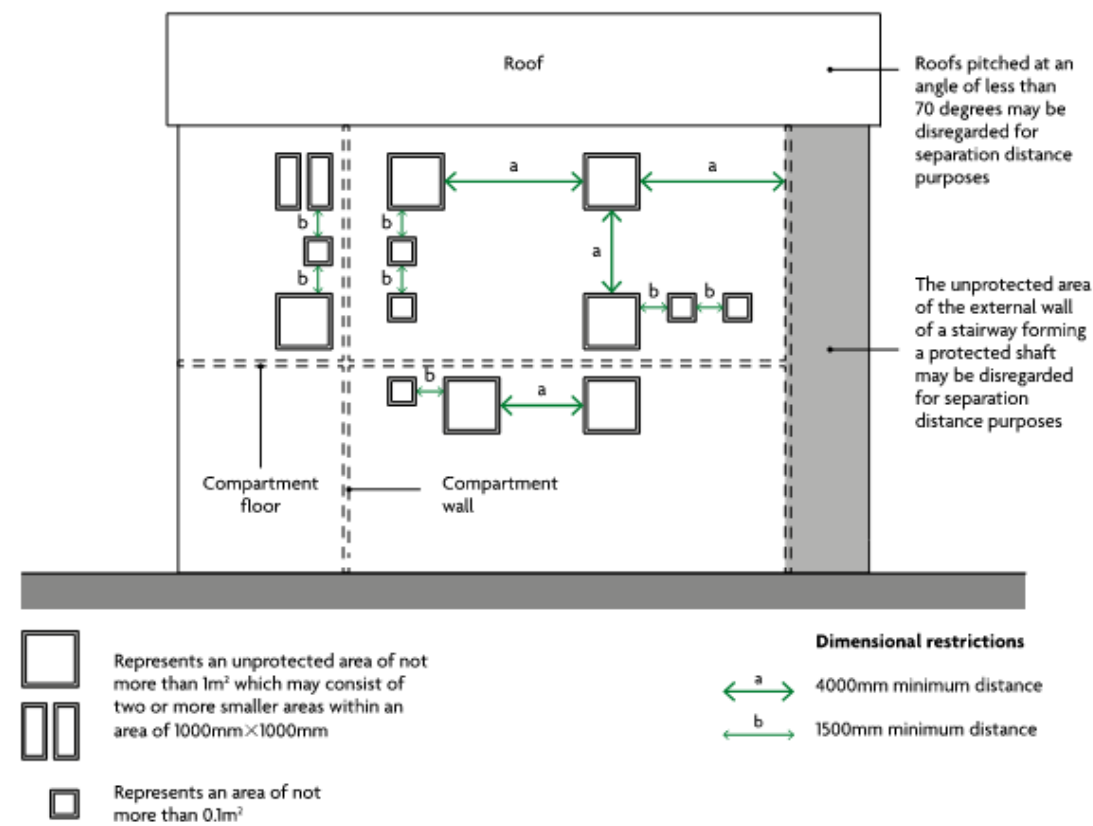 Roof
Roofs pitched at an
angle of less than
70 degrees may be
disregarded for
separation distance
purposes
a
a
b
b
a
b
b
b
b
The unprotected area
of the external wall
of a stairway forming
a protected shaft
may be disregarded
for separation
distance purposes
b
a
Compartment
floor
Compartment
wall
Represents an unprotected area of not
more than 1m² which may consist of
two or more smaller areas within an
area of 1000mm×1000mm
Represents an area of not
more than 0.1m²
Dimensional restrictions
a
4000mm minimum distance
b
1500mm minimum distance